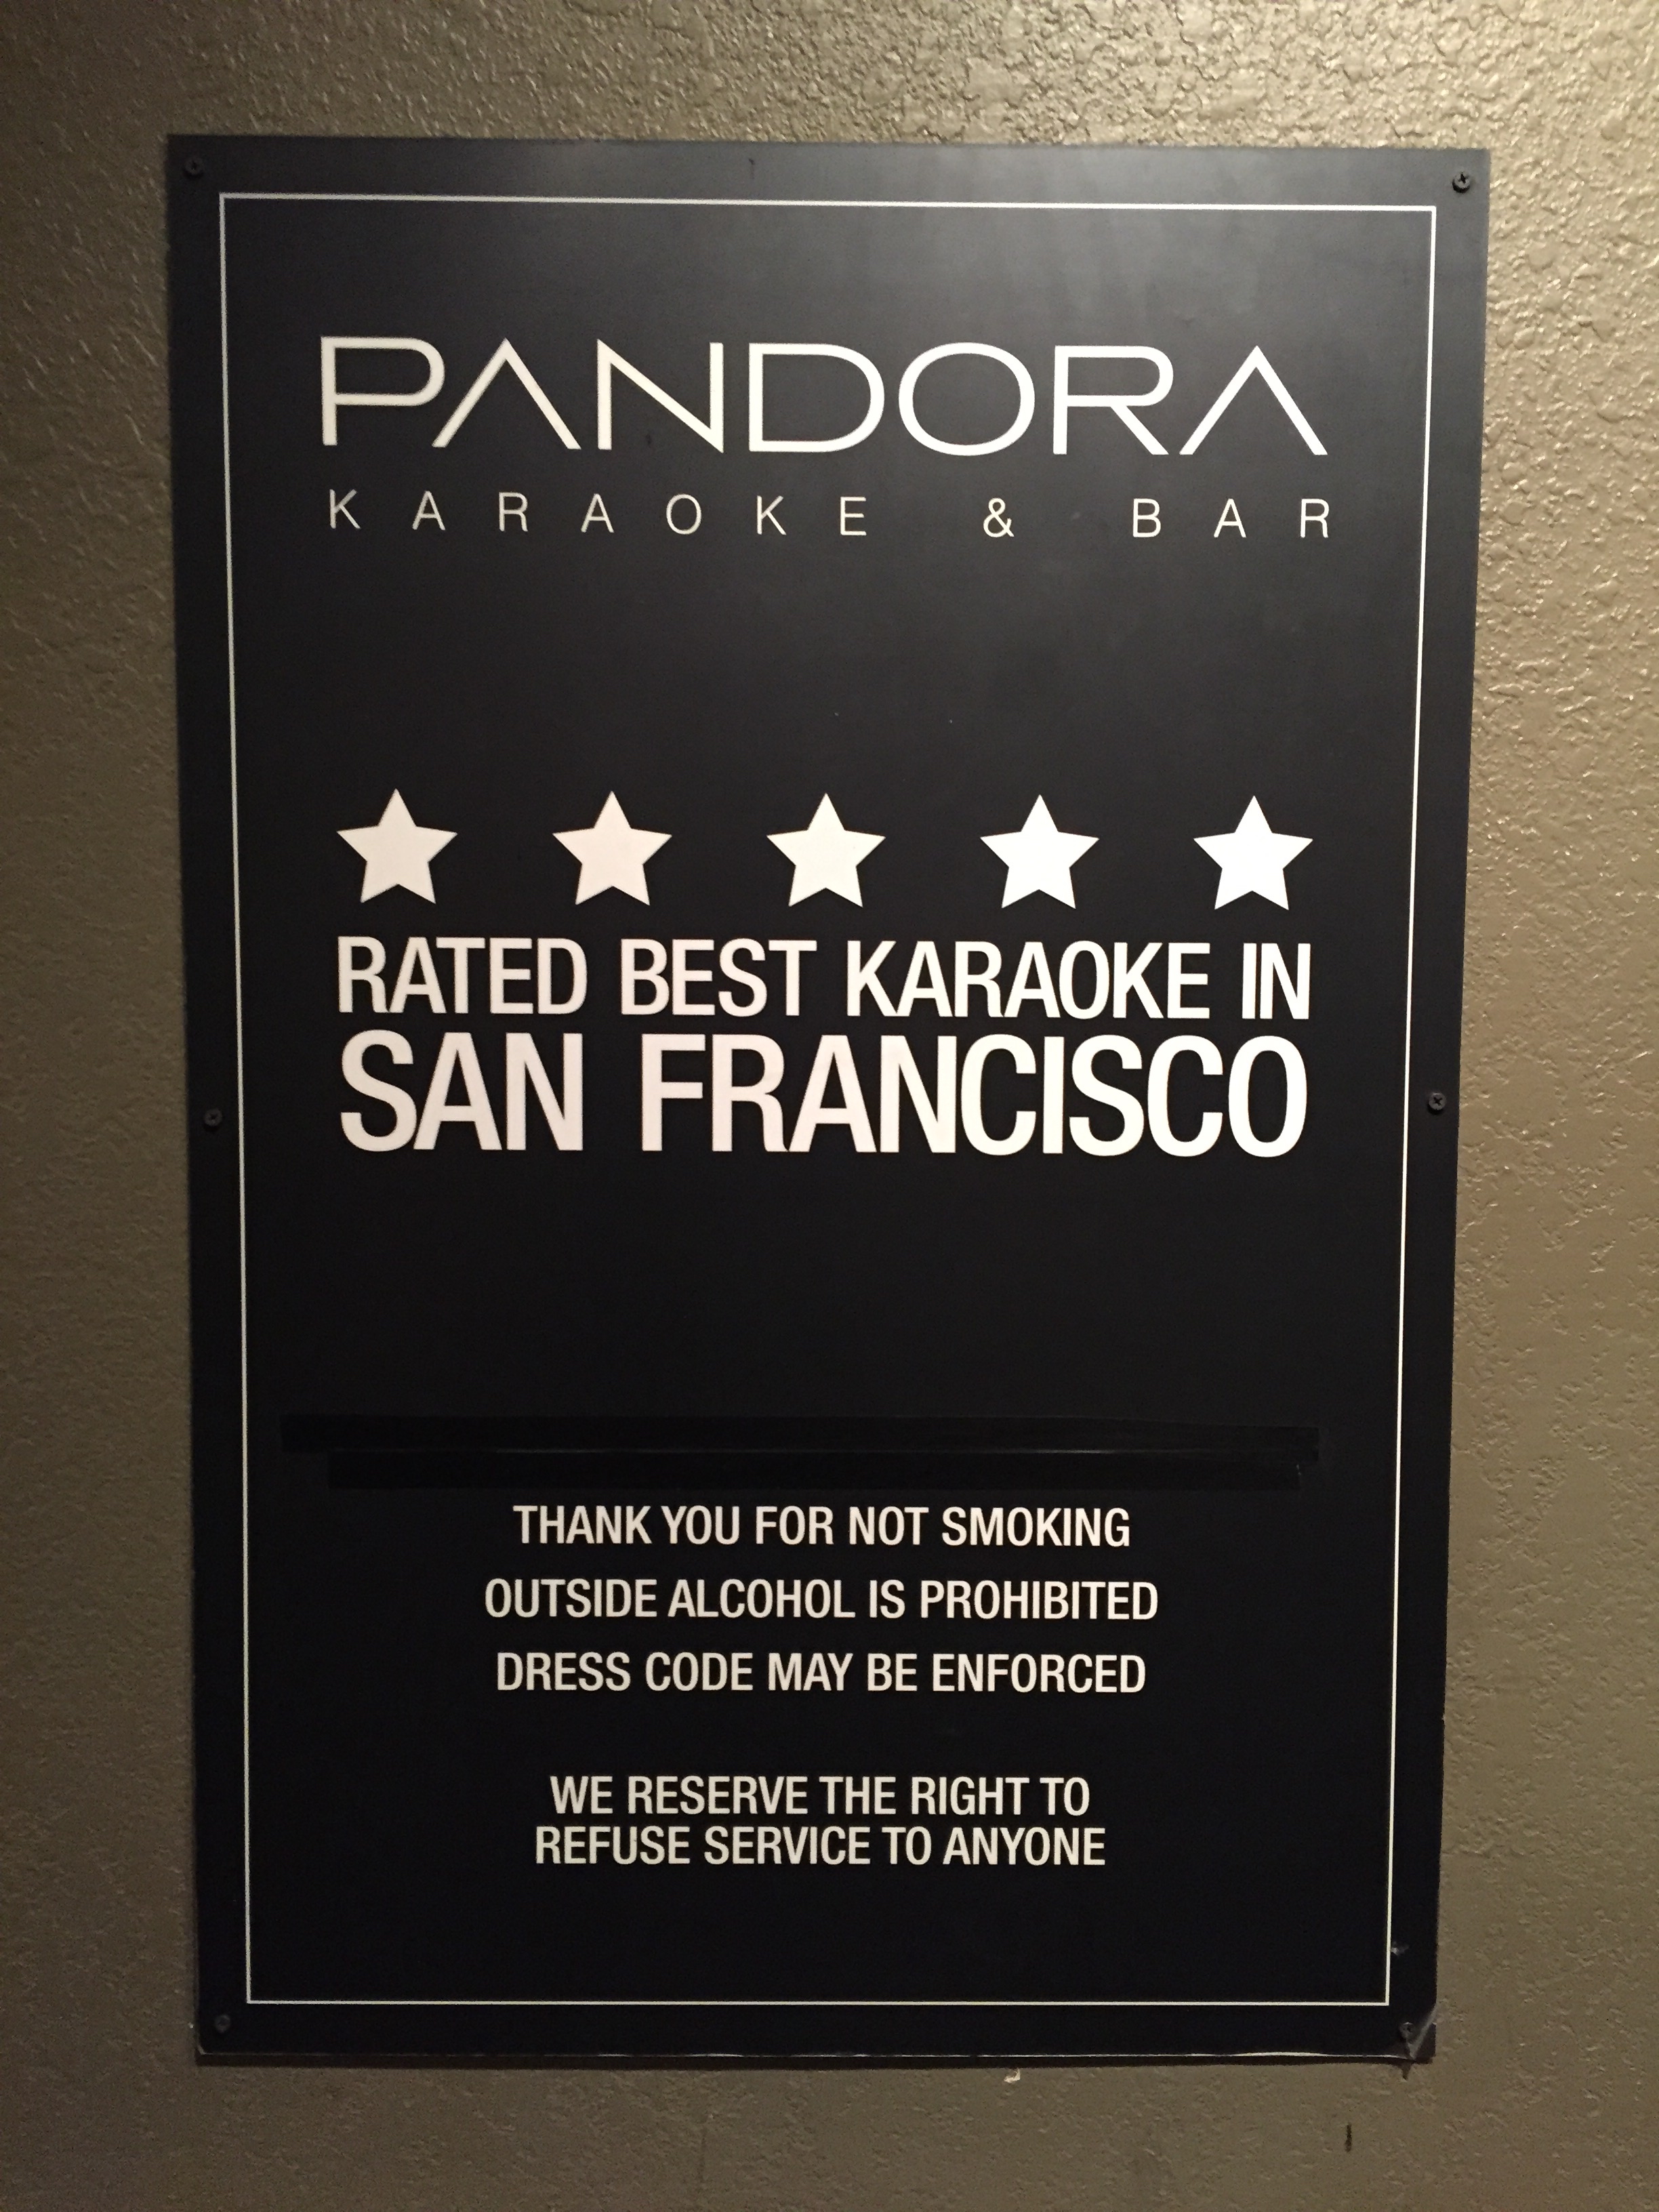 PANDORA
KARAOKE & BAR
RATED BEST KARAOKE IN
SAN FRANCISCO
THANK YOU FOR NOT SMOKING
OUTSIDE ALCOHOL IS PROHIBITED
DRESS CODE MAY BE ENFORCED
WE RESERVE THE RIGHT TO
REFUSE SERVICE TO ANYONE